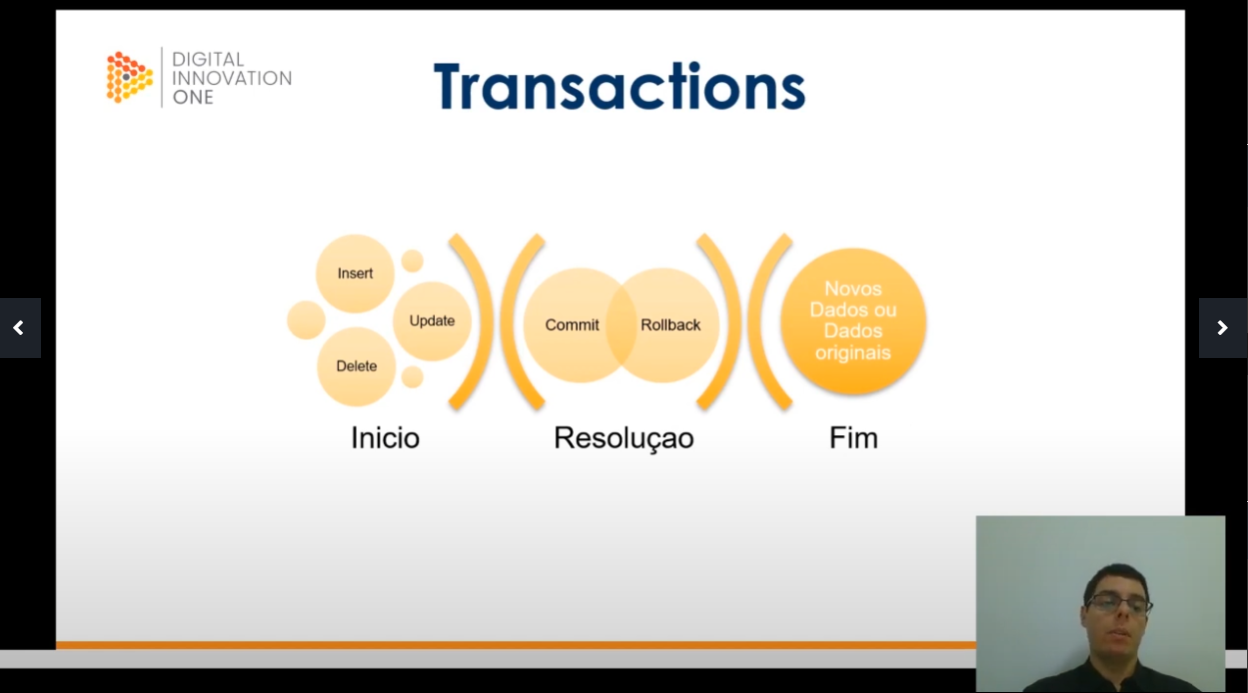 DIGITAL
INNOVATION
ONE
Transactions
Insert
Update
Delete
Commit
Rollback
Novos
Dados ou
Dados
originais
Inicio
Resoluçao
Fim